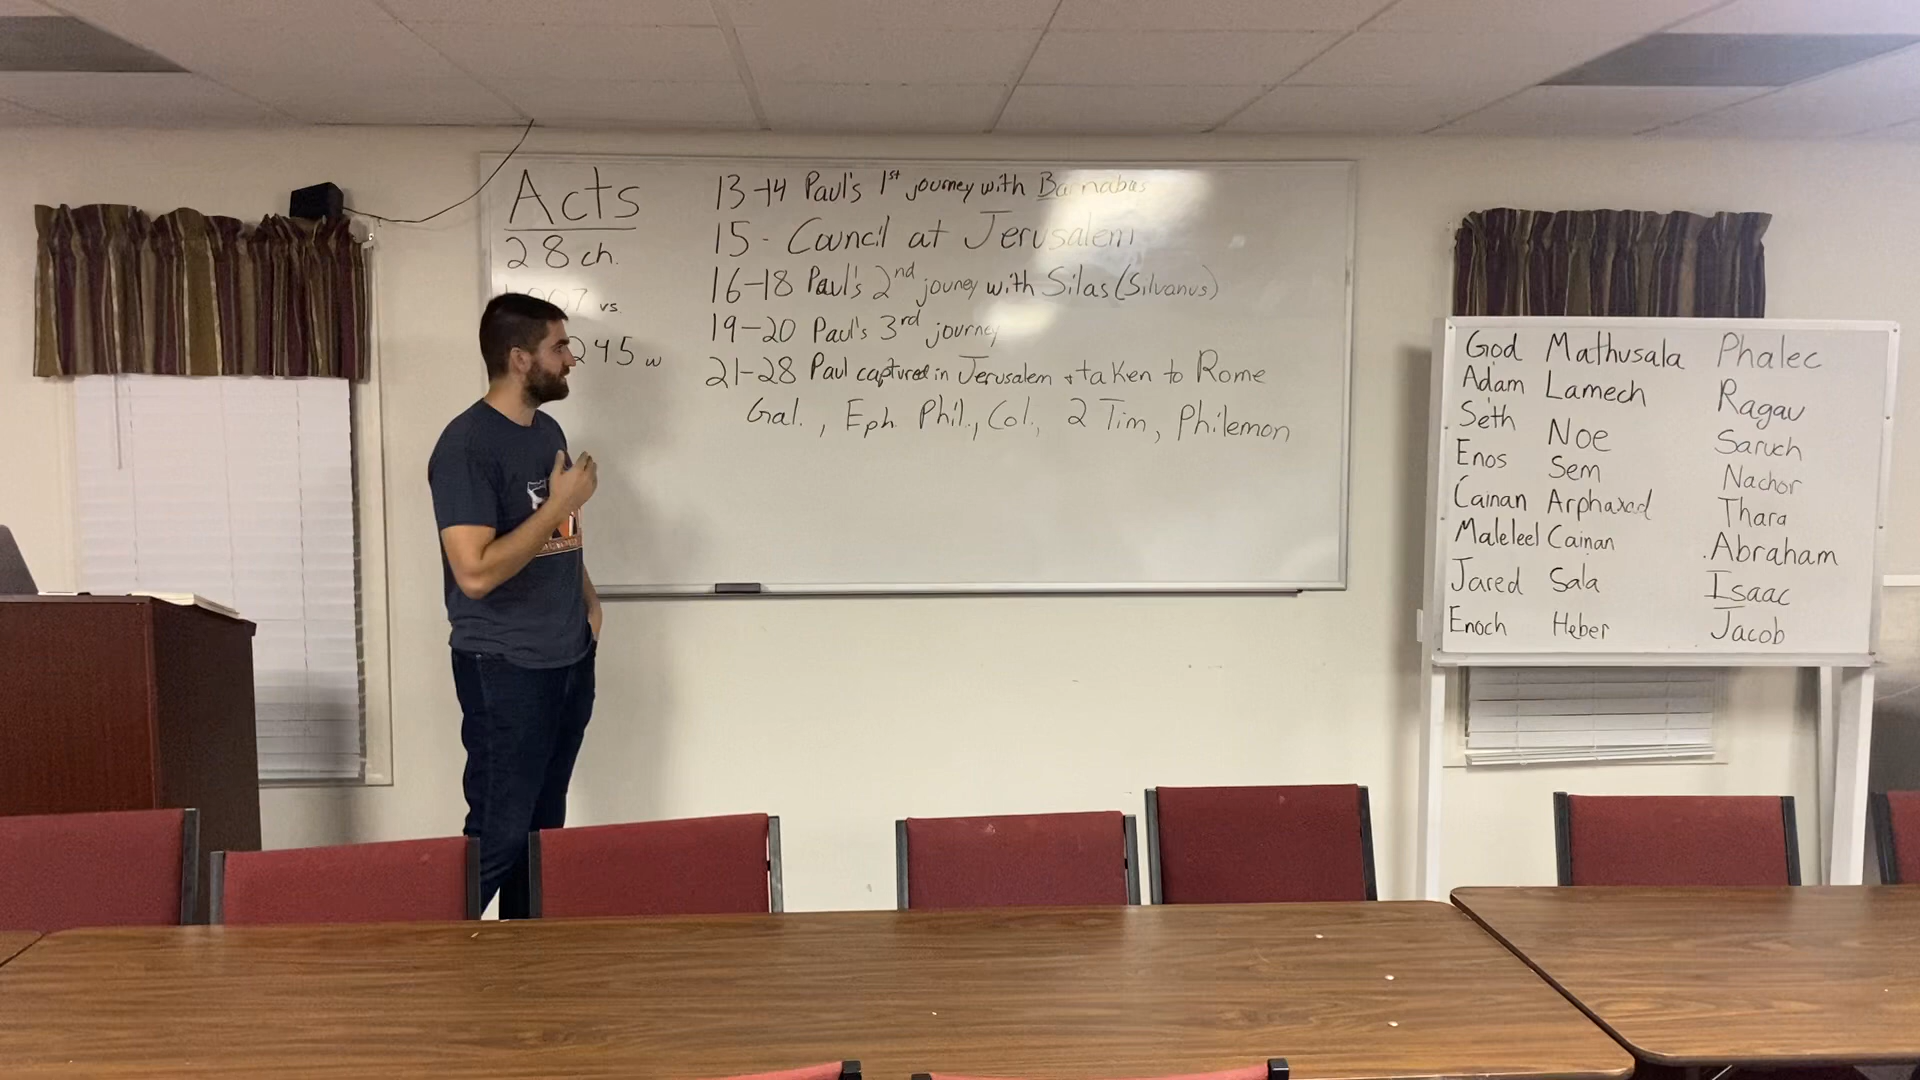 Acts
28 ch.
007 vs.
245 w
13-14 Paul's 1st journey with Barnabas
15- Council at Jerusalem
16-18 Paul's 2nd jouney with Silas (Silvanus)
19-20 Paul's 3rd journey
21-28 Paul captured in Jerusalem + taken to Rome
Gal., Eph. Phil., Col., 2 Tim, Philemon
God Mathusala Phalec
Adam Lamech Ragau
Seth Noe Saruch
Enos Sem Nachor
Cainan Arphaxad Thara
Maleleel Cainan Abraham
Jared Sala Isaac
Enoch Heber Jacob